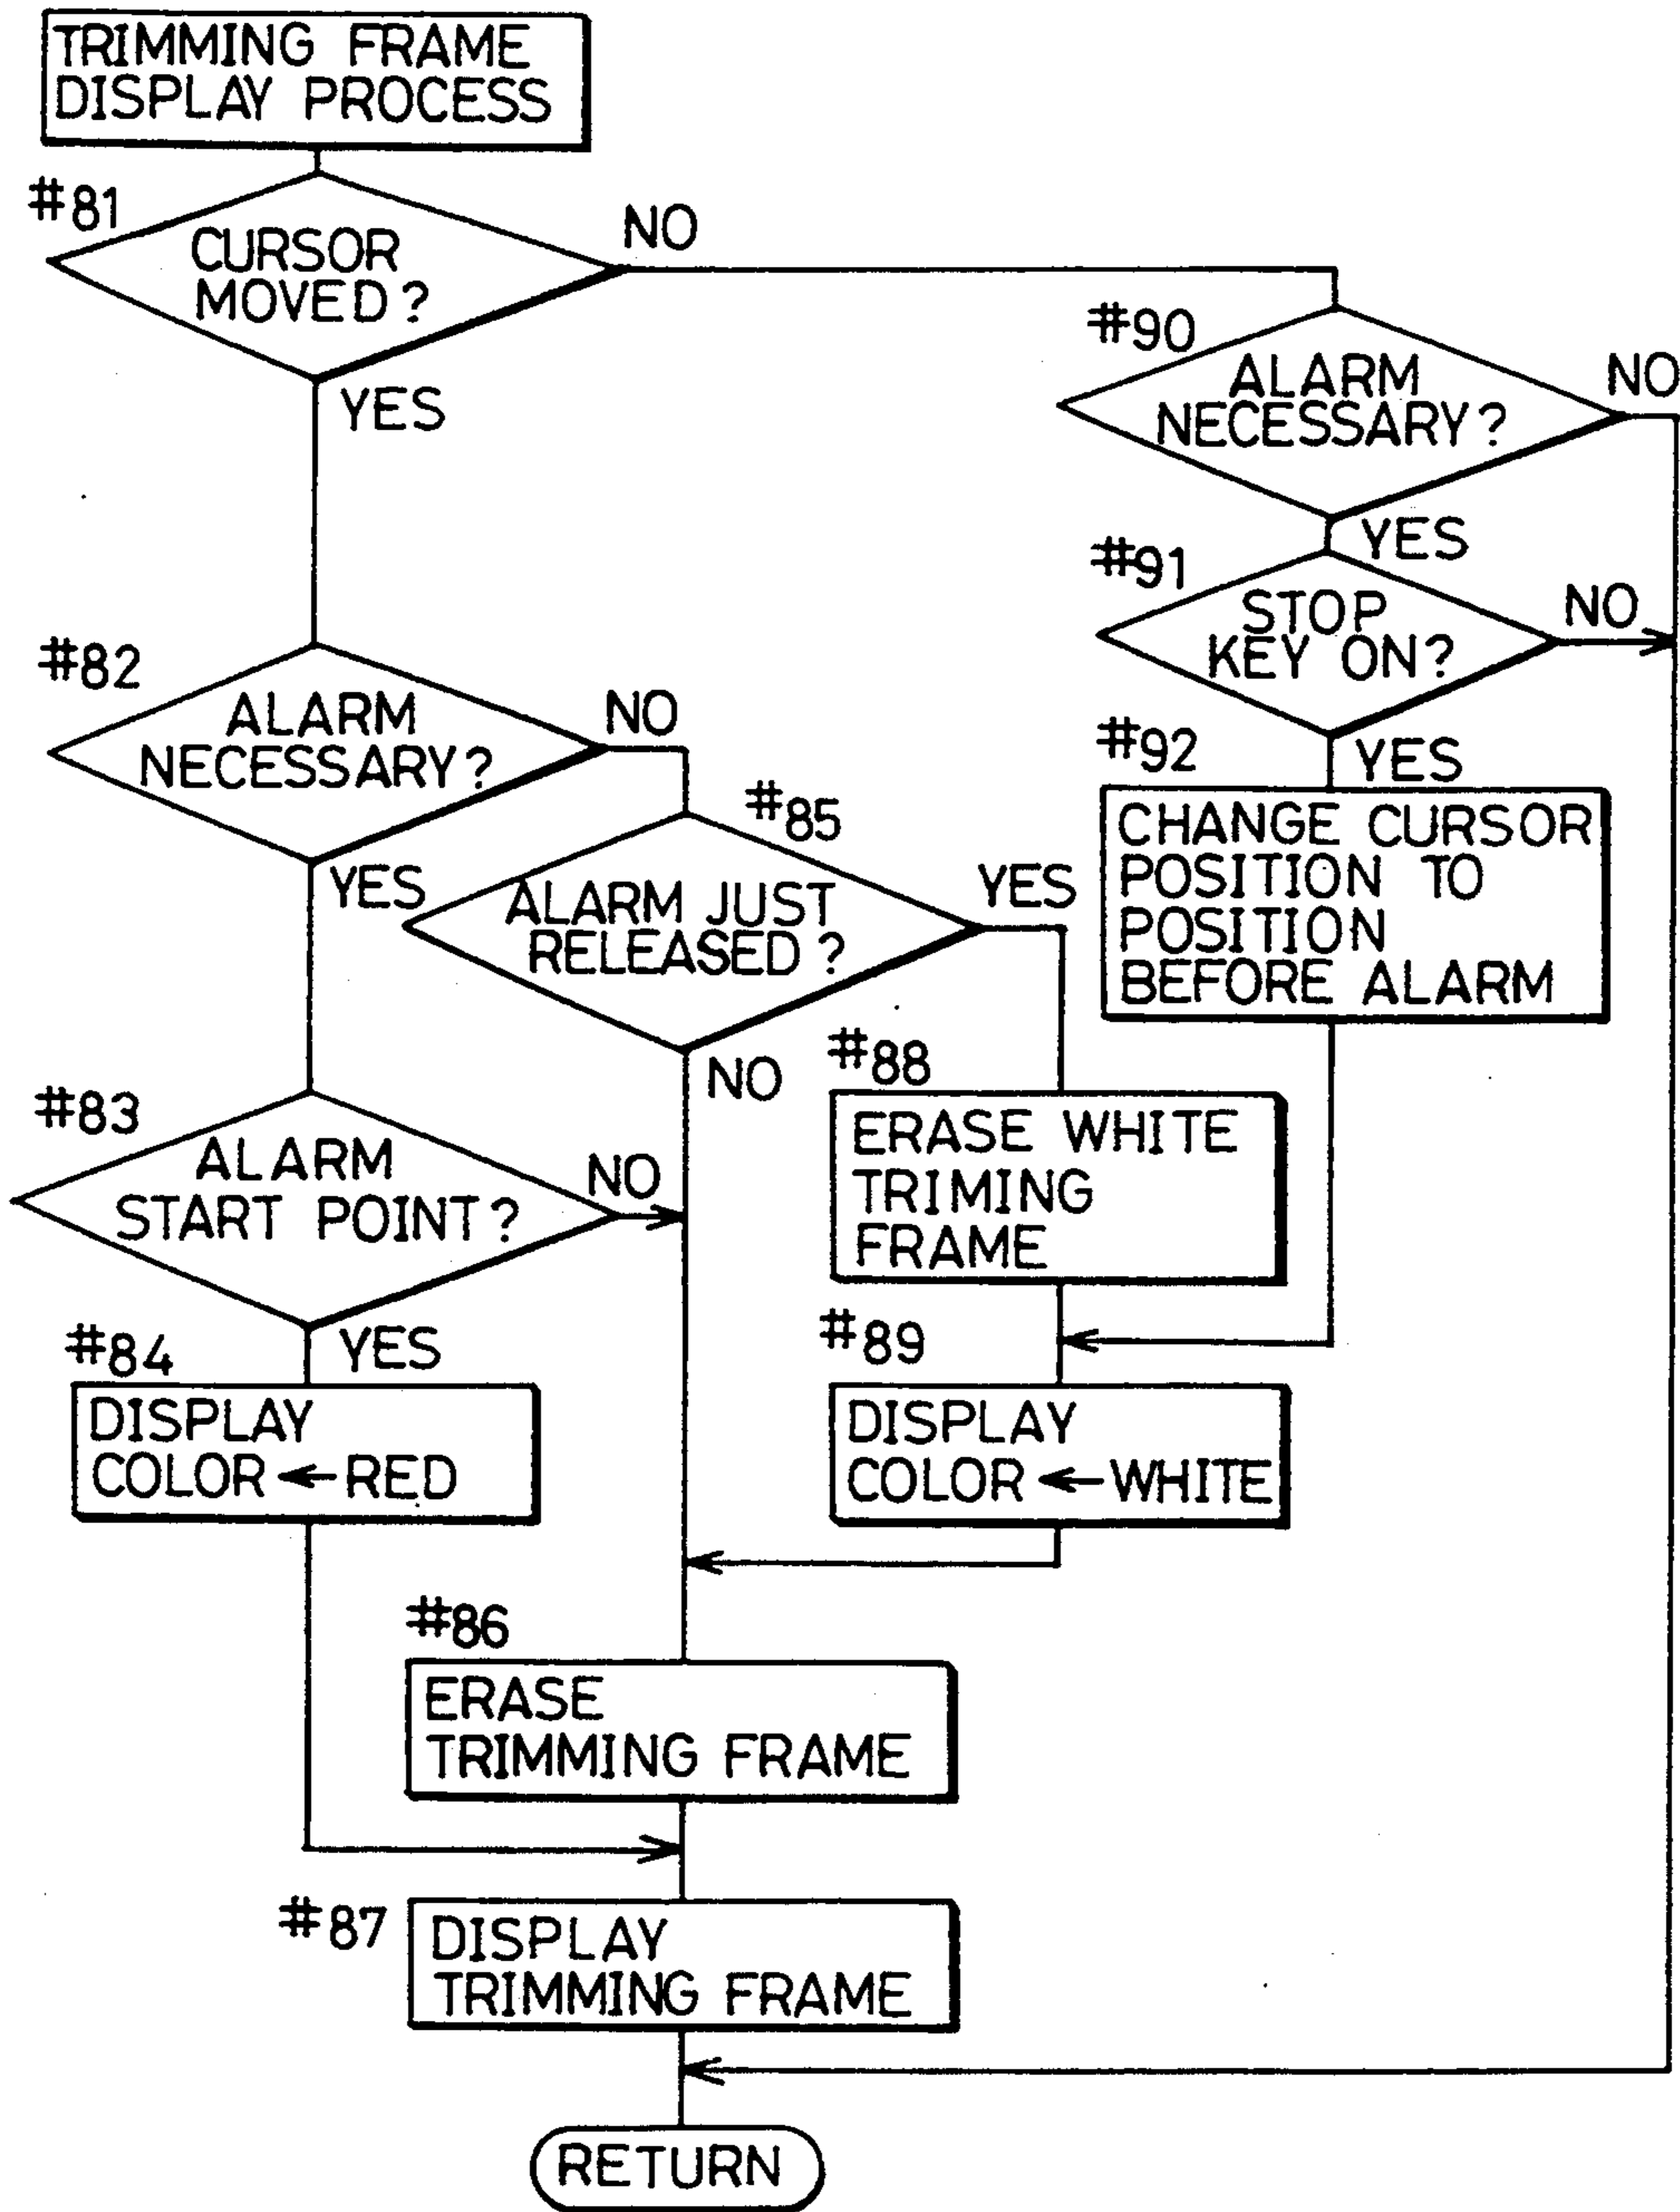 TRIMMING FRAME
DISPLAY PROCESS
#81
CURSOR
MOVED?
NO
YES
#90
ALARM
NECESSARY?
NO
YES
#91
STOP
KEY ON?
NO
YES
#92
CHANGE CURSOR
POSITION TO
POSITION
BEFORE ALARM
#82
ALARM
NECESSARY?
NO
YES
#85
ALARM JUST
RELEASED?
YES
NO
#83
ALARM
START POINT?
NO
YES
#88
ERASE WHITE
TRIMING
FRAME
#84
DISPLAY
COLOR ← RED
#89
DISPLAY
COLOR ← WHITE
#86
ERASE
TRIMMING FRAME
#87
DISPLAY
TRIMMING FRAME
RETURN